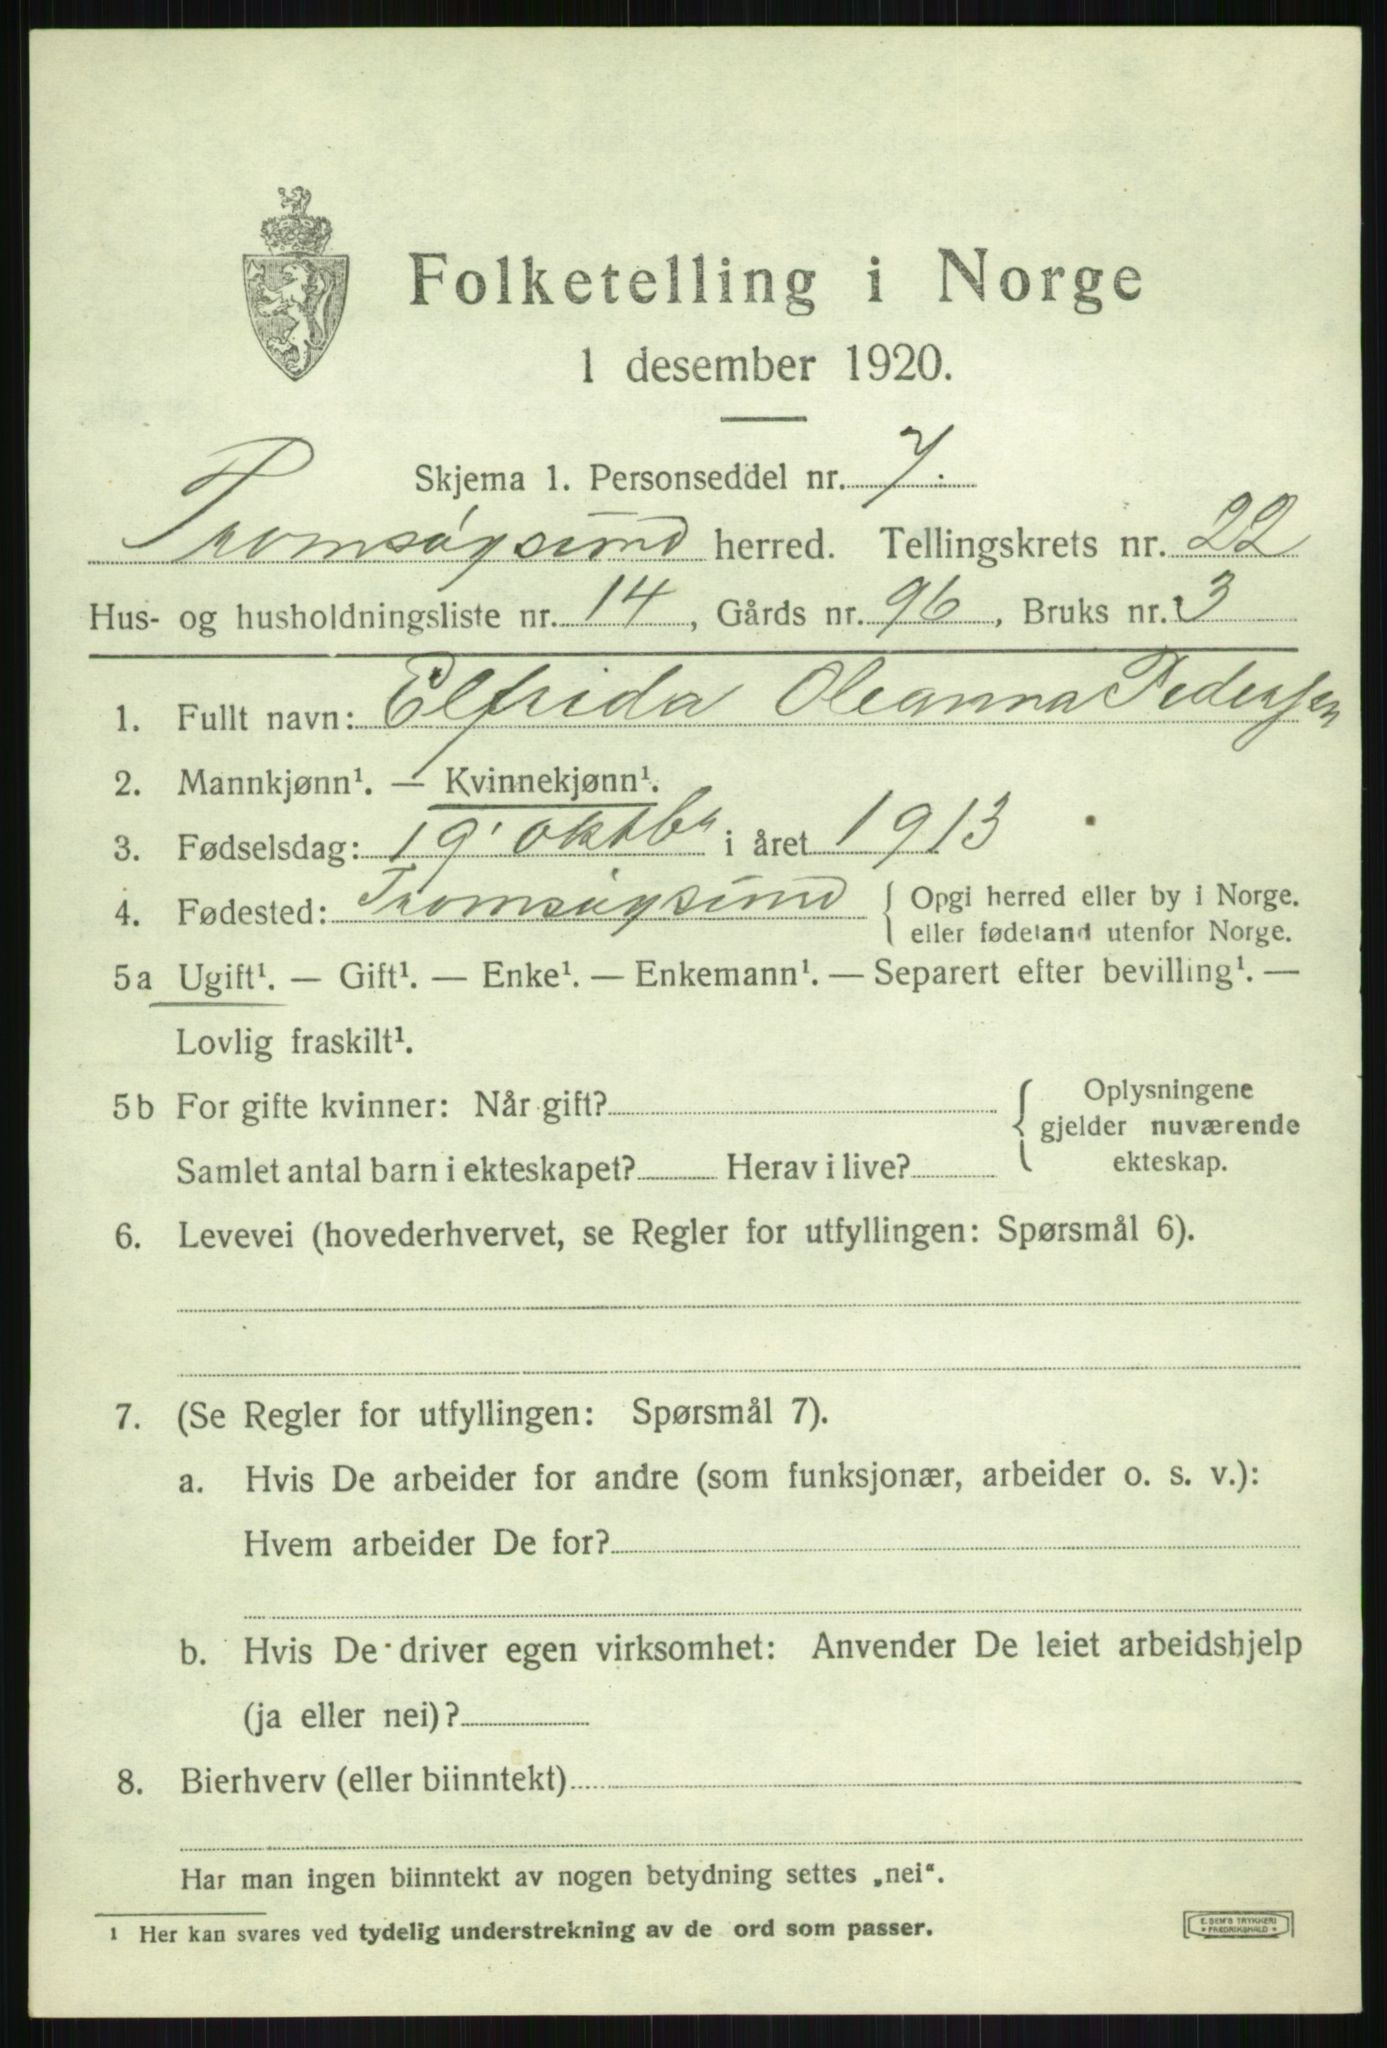 Folketelling i Norge
1 desember 1920.
Skjema 1. Personseddel nr. 7.
Tromsøysund herred. Tellingskrets nr. 22
Hus- og husholdningsliste nr. 14, Gårds nr. 96, Bruks nr. 3
1. Fullt navn: Elfrida Oleanna Pedersen
2. Mannkjønn¹. — Kvinnekjønn¹.
3. Fødselsdag: 19' oktbr i året 1913
4. Fødested: Tromsøysund { Opgi herred eller by i Norge.
eller fødeland utenfor Norge.
5a Ugift¹. — Gift¹. — Enke¹. — Enkemann¹. — Separert efter bevilling¹. —
Lovlig fraskilt¹.
5b For gifte kvinner: Når gift? { Oplysningene
gjelder nuværende
Samlet antal barn i ekteskapet? Herav i live? ekteskap.
6. Levevei (hovederhvervet, se Regler for utfyllingen: Spørsmål 6).
7. (Se Regler for utfyllingen: Spørsmål 7).
a. Hvis De arbeider for andre (som funksjonær, arbeider o. s. v.):
Hvem arbeider De for?
b. Hvis De driver egen virksomhet: Anvender De leiet arbeidshjelp
(ja eller nei)?
8. Bierhverv (eller biinntekt)
Har man ingen biinntekt av nogen betydning settes „nei“.
¹ Her kan svares ved tydelig understrekning av de ord som passer.
E. SEM'S TRYKKERI
* FREDRIKSHALD *